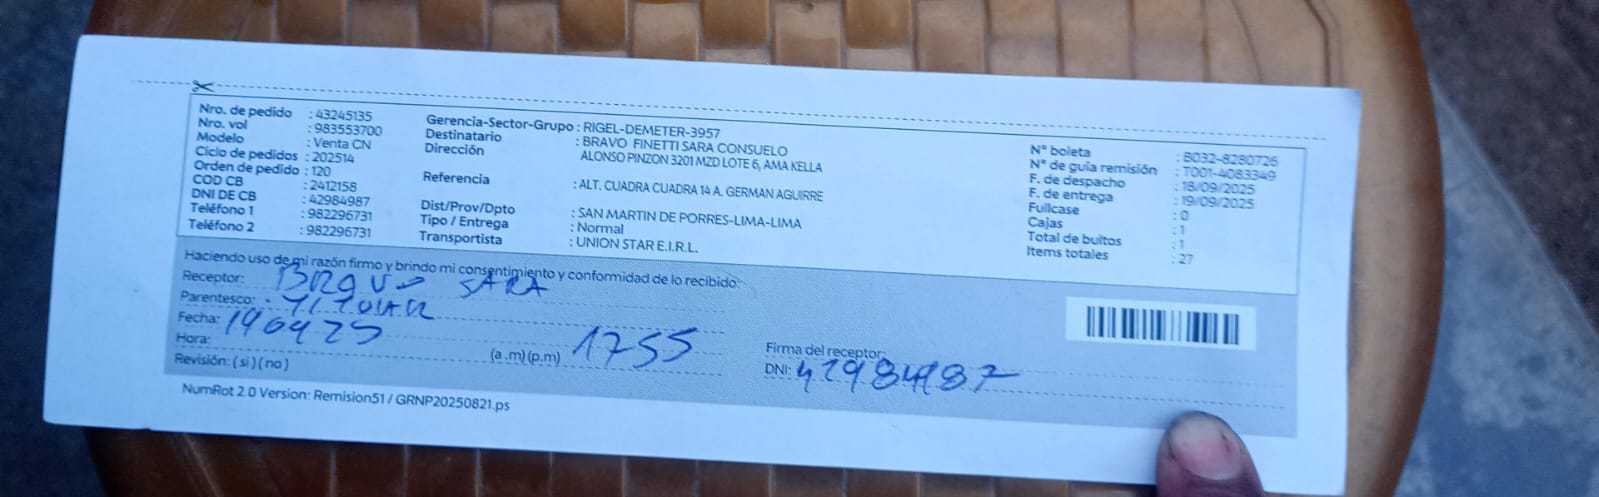 Nro. de pedido : 43245135
Nro. vol : 983553700
Modelo : Venta CN
Ciclo de pedidos : 202514
Orden de pedido : 120
COD CB : 2412158
DNI DE CB : 42984987
Teléfono 1 : 982296731
Teléfono 2 : 982296731
Gerencia-Sector-Grupo : RIGEL-DEMETER-3957
Destinatario : BRAVO FINETTI SARA CONSUELO
Dirección ALONSO PINZON 3201 MZD LOTE 6, AMA KELLA
Referencia : ALT. CUADRA CUADRA 14 A. GERMAN AGUIRRE
Dist/Prov/Dpto : SAN MARTIN DE PORRES-LIMA-LIMA
Tipo / Entrega : Normal
Transportista : UNION STAR E.I.R.L.
N° boleta : B032-8280726
N° de guía remisión : T001-4083349
F. de despacho : 18/09/2025
F. de entrega : 19/09/2025
Fullcase : 0
Cajas : 1
Total de bultos : 1
Items totales : 27
Haciendo uso de mi razón firmo y brindo mi consentimiento y conformidad de lo recibido:
Receptor: BRAVO SARA
Parentesco: TITULAR
Fecha: 190925
Hora: (a.m)(p.m) 1755
Revisión: ( si ) ( no )
Firma del receptor:
DNI: 42984987
NumRot 2.0 Version: Remision51 / GRNP20250821.ps